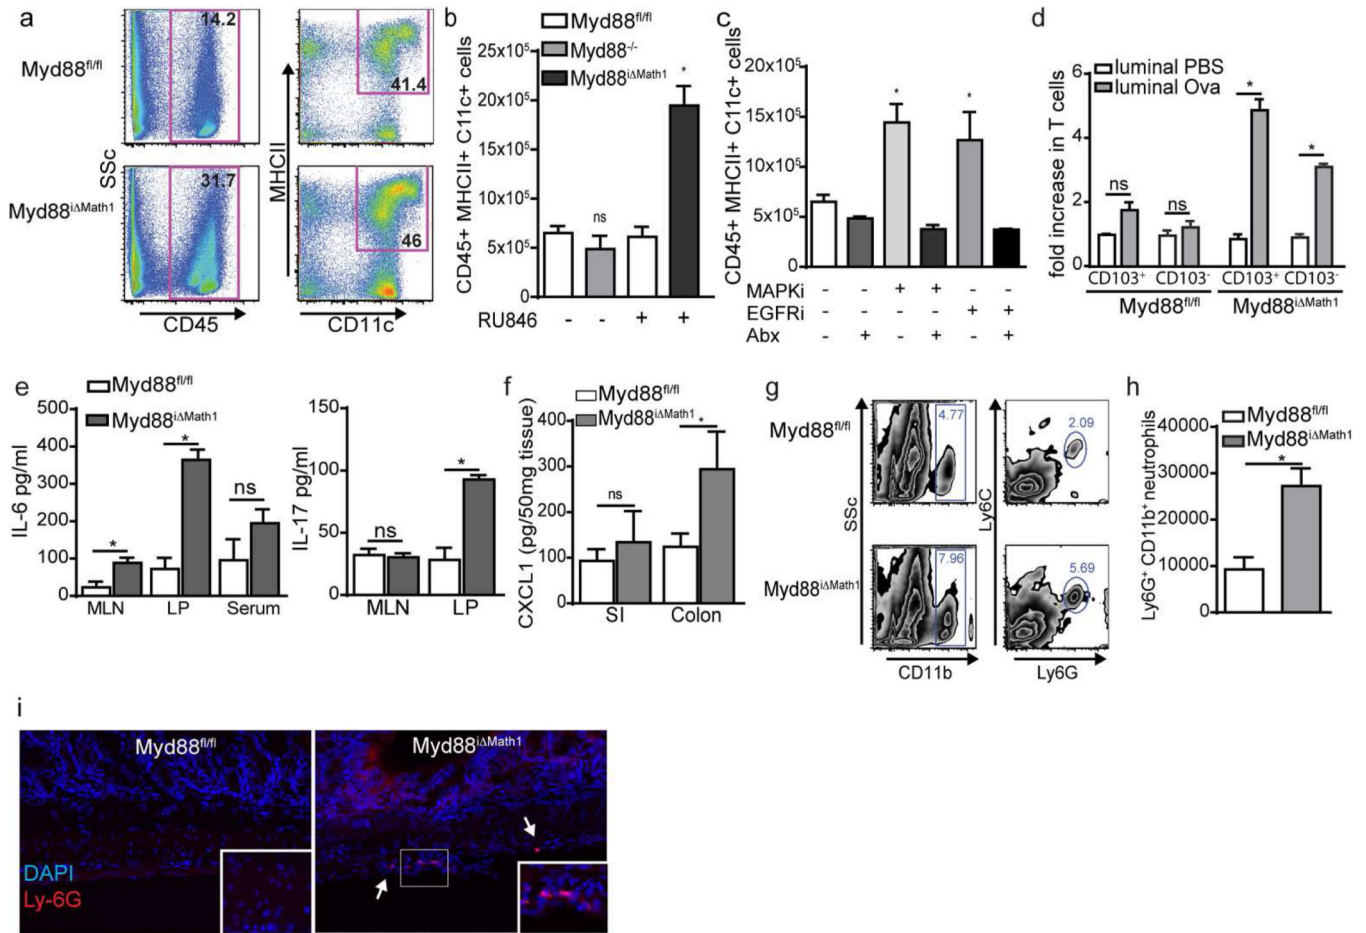 a
Myd88fl/fl
Myd88iΔMath1
SSc
14.2
31.7
CD45
MHCII
41.4
46
CD11c
b
Myd88fl/fl
Myd88-/-
Myd88iΔMath1
CD45+ MHCII+ C11c+ cells
25x10⁵
20x10⁵
15x10⁵
10x10⁵
5x10⁵
0
ns
*
RU846 - - + +
c
CD45+ MHCII+ C11c+ cells
20x10⁵
15x10⁵
10x10⁵
5x10⁵
0
* *
MAPKi - - + + - -
EGFRi - - - - + +
Abx - + - + - +
d
luminal PBS
luminal Ova
fold increase in T cells
6
4
2
0
ns ns * *
CD103+ CD103- CD103+ CD103-
Myd88fl/fl Myd88iΔMath1
e
Myd88fl/fl
Myd88iΔMath1
IL-6 pg/ml
500
400
300
200
100
0
* * ns
MLN LP Serum
IL-17 pg/ml
150
100
50
0
ns *
MLN LP
f
Myd88fl/fl
Myd88iΔMath1
CXCL1 (pg/50mg tissue)
400
300
200
100
0
ns *
SI Colon
g
Myd88fl/fl
Myd88iΔMath1
SSc
4.77
7.96
CD11b
Ly6C
2.09
5.69
Ly6G
h
Myd88fl/fl
Myd88iΔMath1
Ly6G+ CD11b+ neutrophils
40000
30000
20000
10000
0
*
i
Myd88fl/fl
Myd88iΔMath1
DAPI
Ly-6G